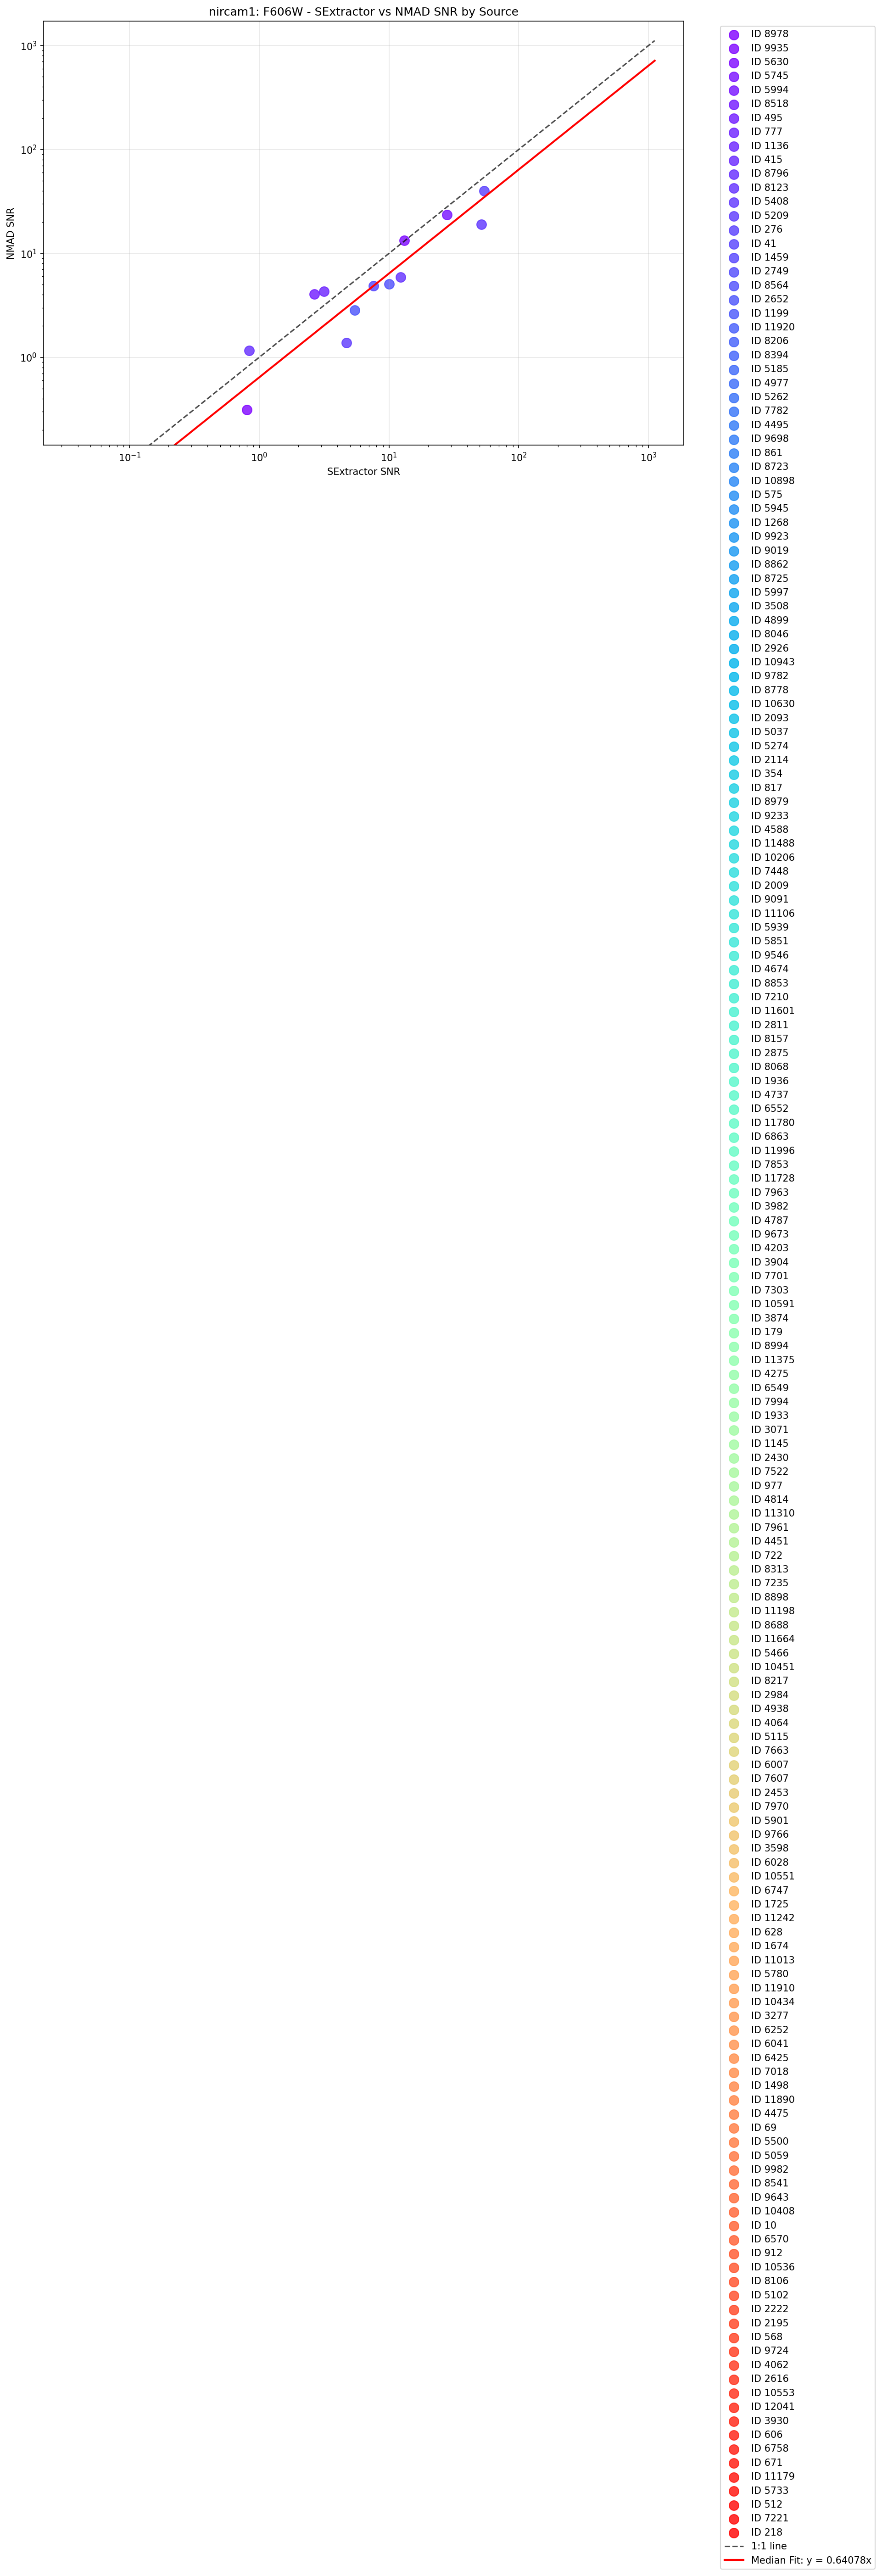 nircam1: F606W - SExtractor vs NMAD SNR by Source
NMAD SNR
10³
10²
10¹
10⁰
10⁻¹
10⁰
10¹
10²
10³
SExtractor SNR
ID 8978
ID 9935
ID 5630
ID 5745
ID 5994
ID 8518
ID 495
ID 777
ID 1136
ID 415
ID 8796
ID 8123
ID 5408
ID 5209
ID 276
ID 41
ID 1459
ID 2749
ID 8564
ID 2652
ID 1199
ID 11920
ID 8206
ID 8394
ID 5185
ID 4977
ID 5262
ID 7782
ID 4495
ID 9698
ID 861
ID 8723
ID 10898
ID 575
ID 5945
ID 1268
ID 9923
ID 9019
ID 8862
ID 8725
ID 5997
ID 3508
ID 4899
ID 8046
ID 2926
ID 10943
ID 9782
ID 8778
ID 10630
ID 2093
ID 5037
ID 5274
ID 2114
ID 354
ID 817
ID 8979
ID 9233
ID 4588
ID 11488
ID 10206
ID 7448
ID 2009
ID 9091
ID 11106
ID 5939
ID 5851
ID 9546
ID 4674
ID 8853
ID 7210
ID 11601
ID 2811
ID 8157
ID 2875
ID 8068
ID 1936
ID 4737
ID 6552
ID 11780
ID 6863
ID 11996
ID 7853
ID 11728
ID 7963
ID 3982
ID 4787
ID 9673
ID 4203
ID 3904
ID 7701
ID 7303
ID 10591
ID 3874
ID 179
ID 8994
ID 11375
ID 4275
ID 6549
ID 7994
ID 1933
ID 3071
ID 1145
ID 2430
ID 7522
ID 977
ID 4814
ID 11310
ID 7961
ID 4451
ID 722
ID 8313
ID 7235
ID 8898
ID 11198
ID 8688
ID 11664
ID 5466
ID 10451
ID 8217
ID 2984
ID 4938
ID 4064
ID 5115
ID 7663
ID 6007
ID 7607
ID 2453
ID 7970
ID 5901
ID 9766
ID 3598
ID 6028
ID 10551
ID 6747
ID 1725
ID 11242
ID 628
ID 1674
ID 11013
ID 5780
ID 11910
ID 10434
ID 3277
ID 6252
ID 6041
ID 6425
ID 7018
ID 1498
ID 11890
ID 4475
ID 69
ID 5500
ID 5059
ID 9982
ID 8541
ID 9643
ID 10408
ID 10
ID 6570
ID 912
ID 10536
ID 8106
ID 5102
ID 2222
ID 2195
ID 568
ID 9724
ID 4062
ID 2616
ID 10553
ID 12041
ID 3930
ID 606
ID 6758
ID 671
ID 11179
ID 5733
ID 512
ID 7221
ID 218
1:1 line
Median Fit: y = 0.64078x